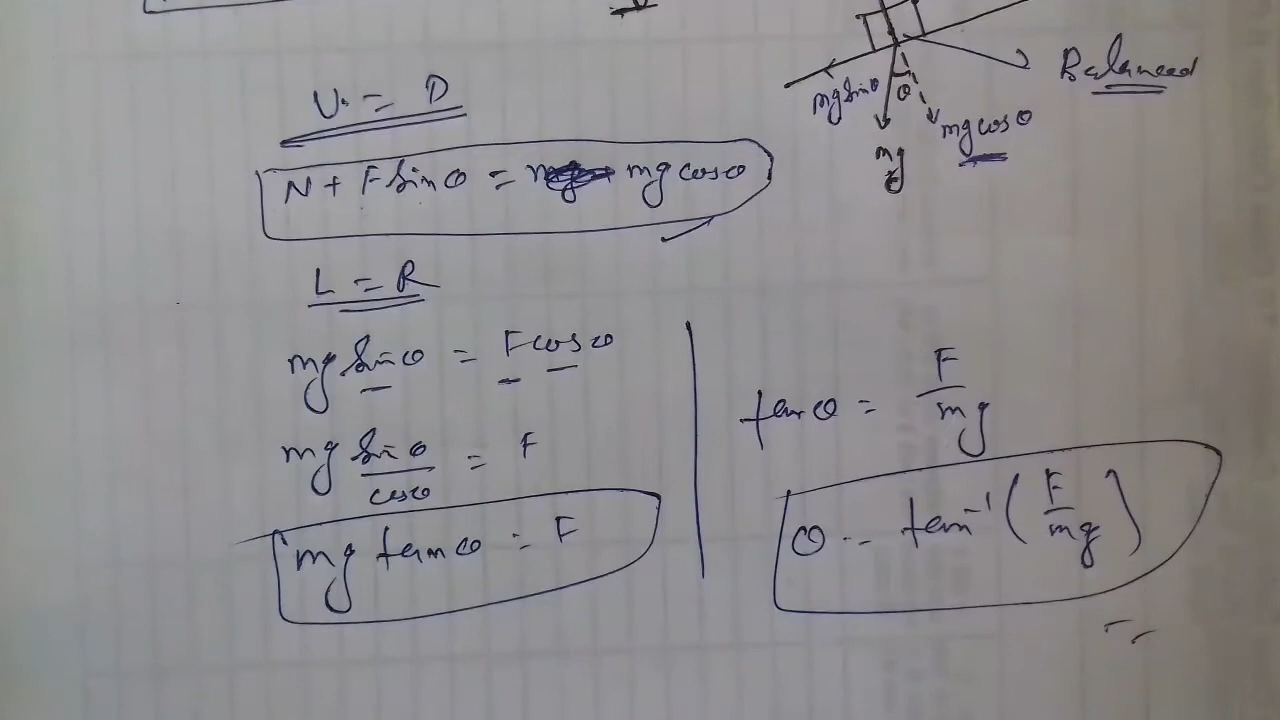 U. = D
N + F sin θ = mg cos θ
L = R
mg sin θ = F cos θ
mg sin θ / cos θ = F
mg tan θ = F
mg sin θ
θ
mg cos θ
mg
Balanced
tan θ = F / mg
θ = tan⁻¹ ( F / mg )